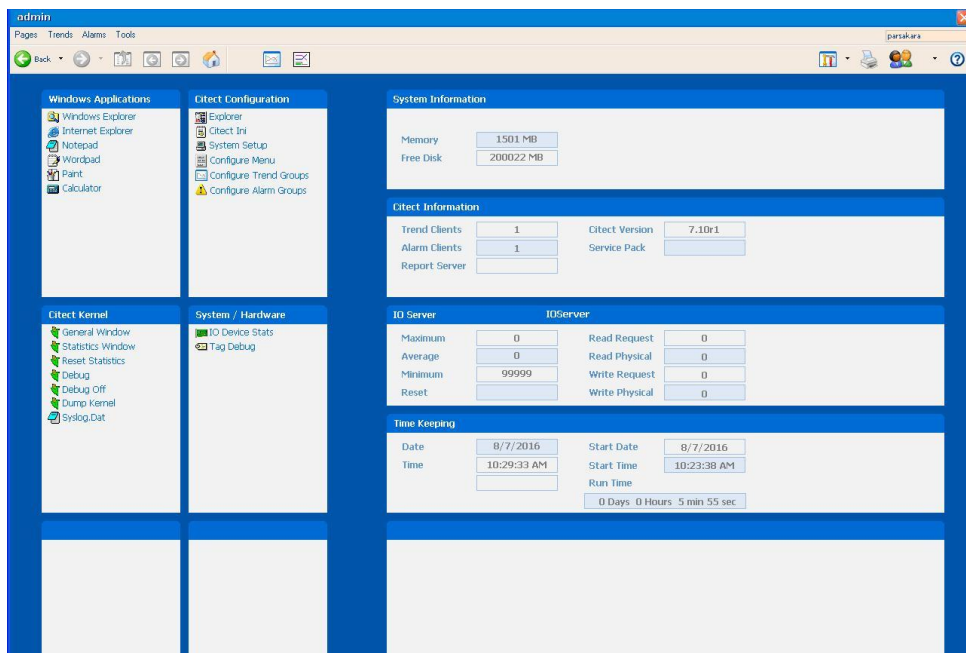 admin
Pages Trends Alarms Tools
parsakara
Back
Windows Applications
Windows Explorer
Internet Explorer
Notepad
Wordpad
Paint
Calculator
Citect Configuration
Explorer
Citect Ini
System Setup
Configure Menu
Configure Trend Groups
Configure Alarm Groups
System Information
Memory 1501 MB
Free Disk 200022 MB
Citect Information
Trend Clients 1 Citect Version 7.10r1
Alarm Clients 1 Service Pack
Report Server
Citect Kernel
General Window
Statistics Window
Reset Statistics
Debug
Debug Off
Dump Kernel
Syslog.Dat
System / Hardware
IO Device Stats
Tag Debug
IO Server IOServer
Maximum 0 Read Request 0
Average 0 Read Physical 0
Minimum 99999 Write Request 0
Reset Write Physical 0
Time Keeping
Date 8/7/2016 Start Date 8/7/2016
Time 10:29:33 AM Start Time 10:23:38 AM
Run Time
0 Days 0 Hours 5 min 55 sec